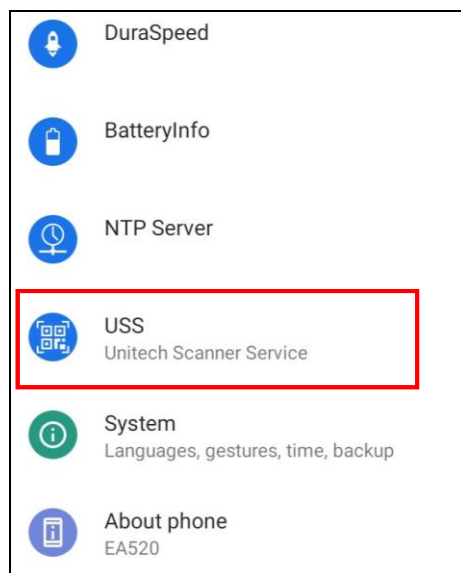 DuraSpeed
BatteryInfo
NTP Server
USS
Unitech Scanner Service
System
Languages, gestures, time, backup
About phone
EA520